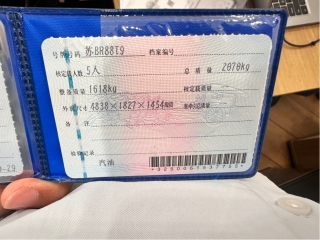 号牌号码 苏BR88T9 档案编号
核定载人数 5人 总质量 2070kg
整备质量 1618kg 核定载质量
外廓尺寸 4838×1827×1454mm 准牵引总质量
备注
检验记录 汽油